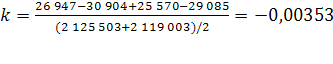 k = (26 947−30 904+25 570−29 085)/((2 125 503+2 119 003)/2) = −0,00353